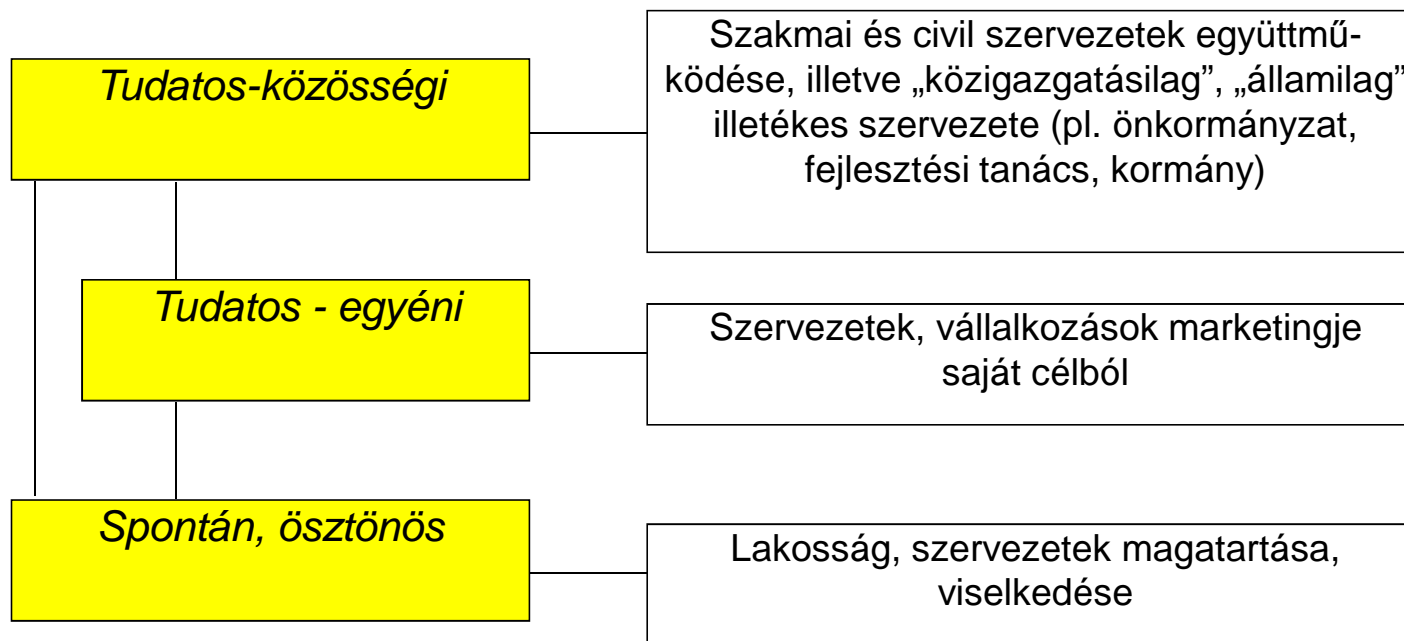 Tudatos-közösségi
Szakmai és civil szervezetek együttmű-
ködése, illetve „közigazgatásilag”, „államilag”
illetékes szervezete (pl. önkormányzat,
fejlesztési tanács, kormány)
Tudatos - egyéni
Szervezetek, vállalkozások marketingje
saját célból
Spontán, ösztönös
Lakosság, szervezetek magatartása,
viselkedése